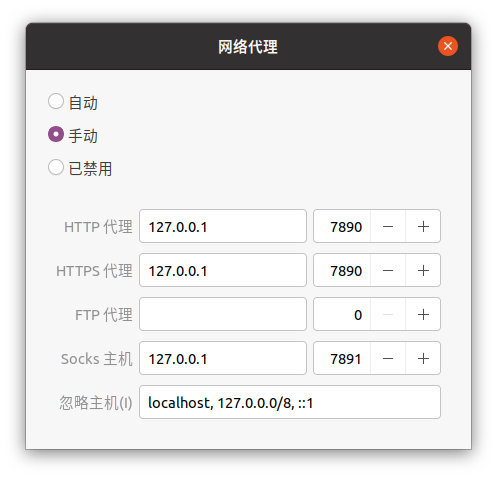 网络代理
自动
手动
已禁用
HTTP 代理 127.0.0.1 7890
HTTPS 代理 127.0.0.1 7890
FTP 代理 0
Socks 主机 127.0.0.1 7891
忽略主机(I) localhost, 127.0.0.0/8, ::1